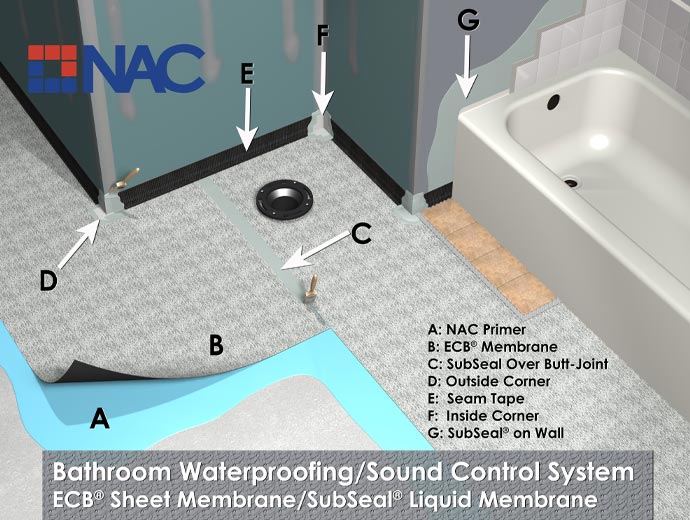 NAC
G
F
E
C
D
B
A
A: NAC Primer
B: ECB® Membrane
C: SubSeal Over Butt-Joint
D: Outside Corner
E: Seam Tape
F: Inside Corner
G: SubSeal® on Wall
Bathroom Waterproofing/Sound Control System
ECB® Sheet Membrane/SubSeal® Liquid Membrane